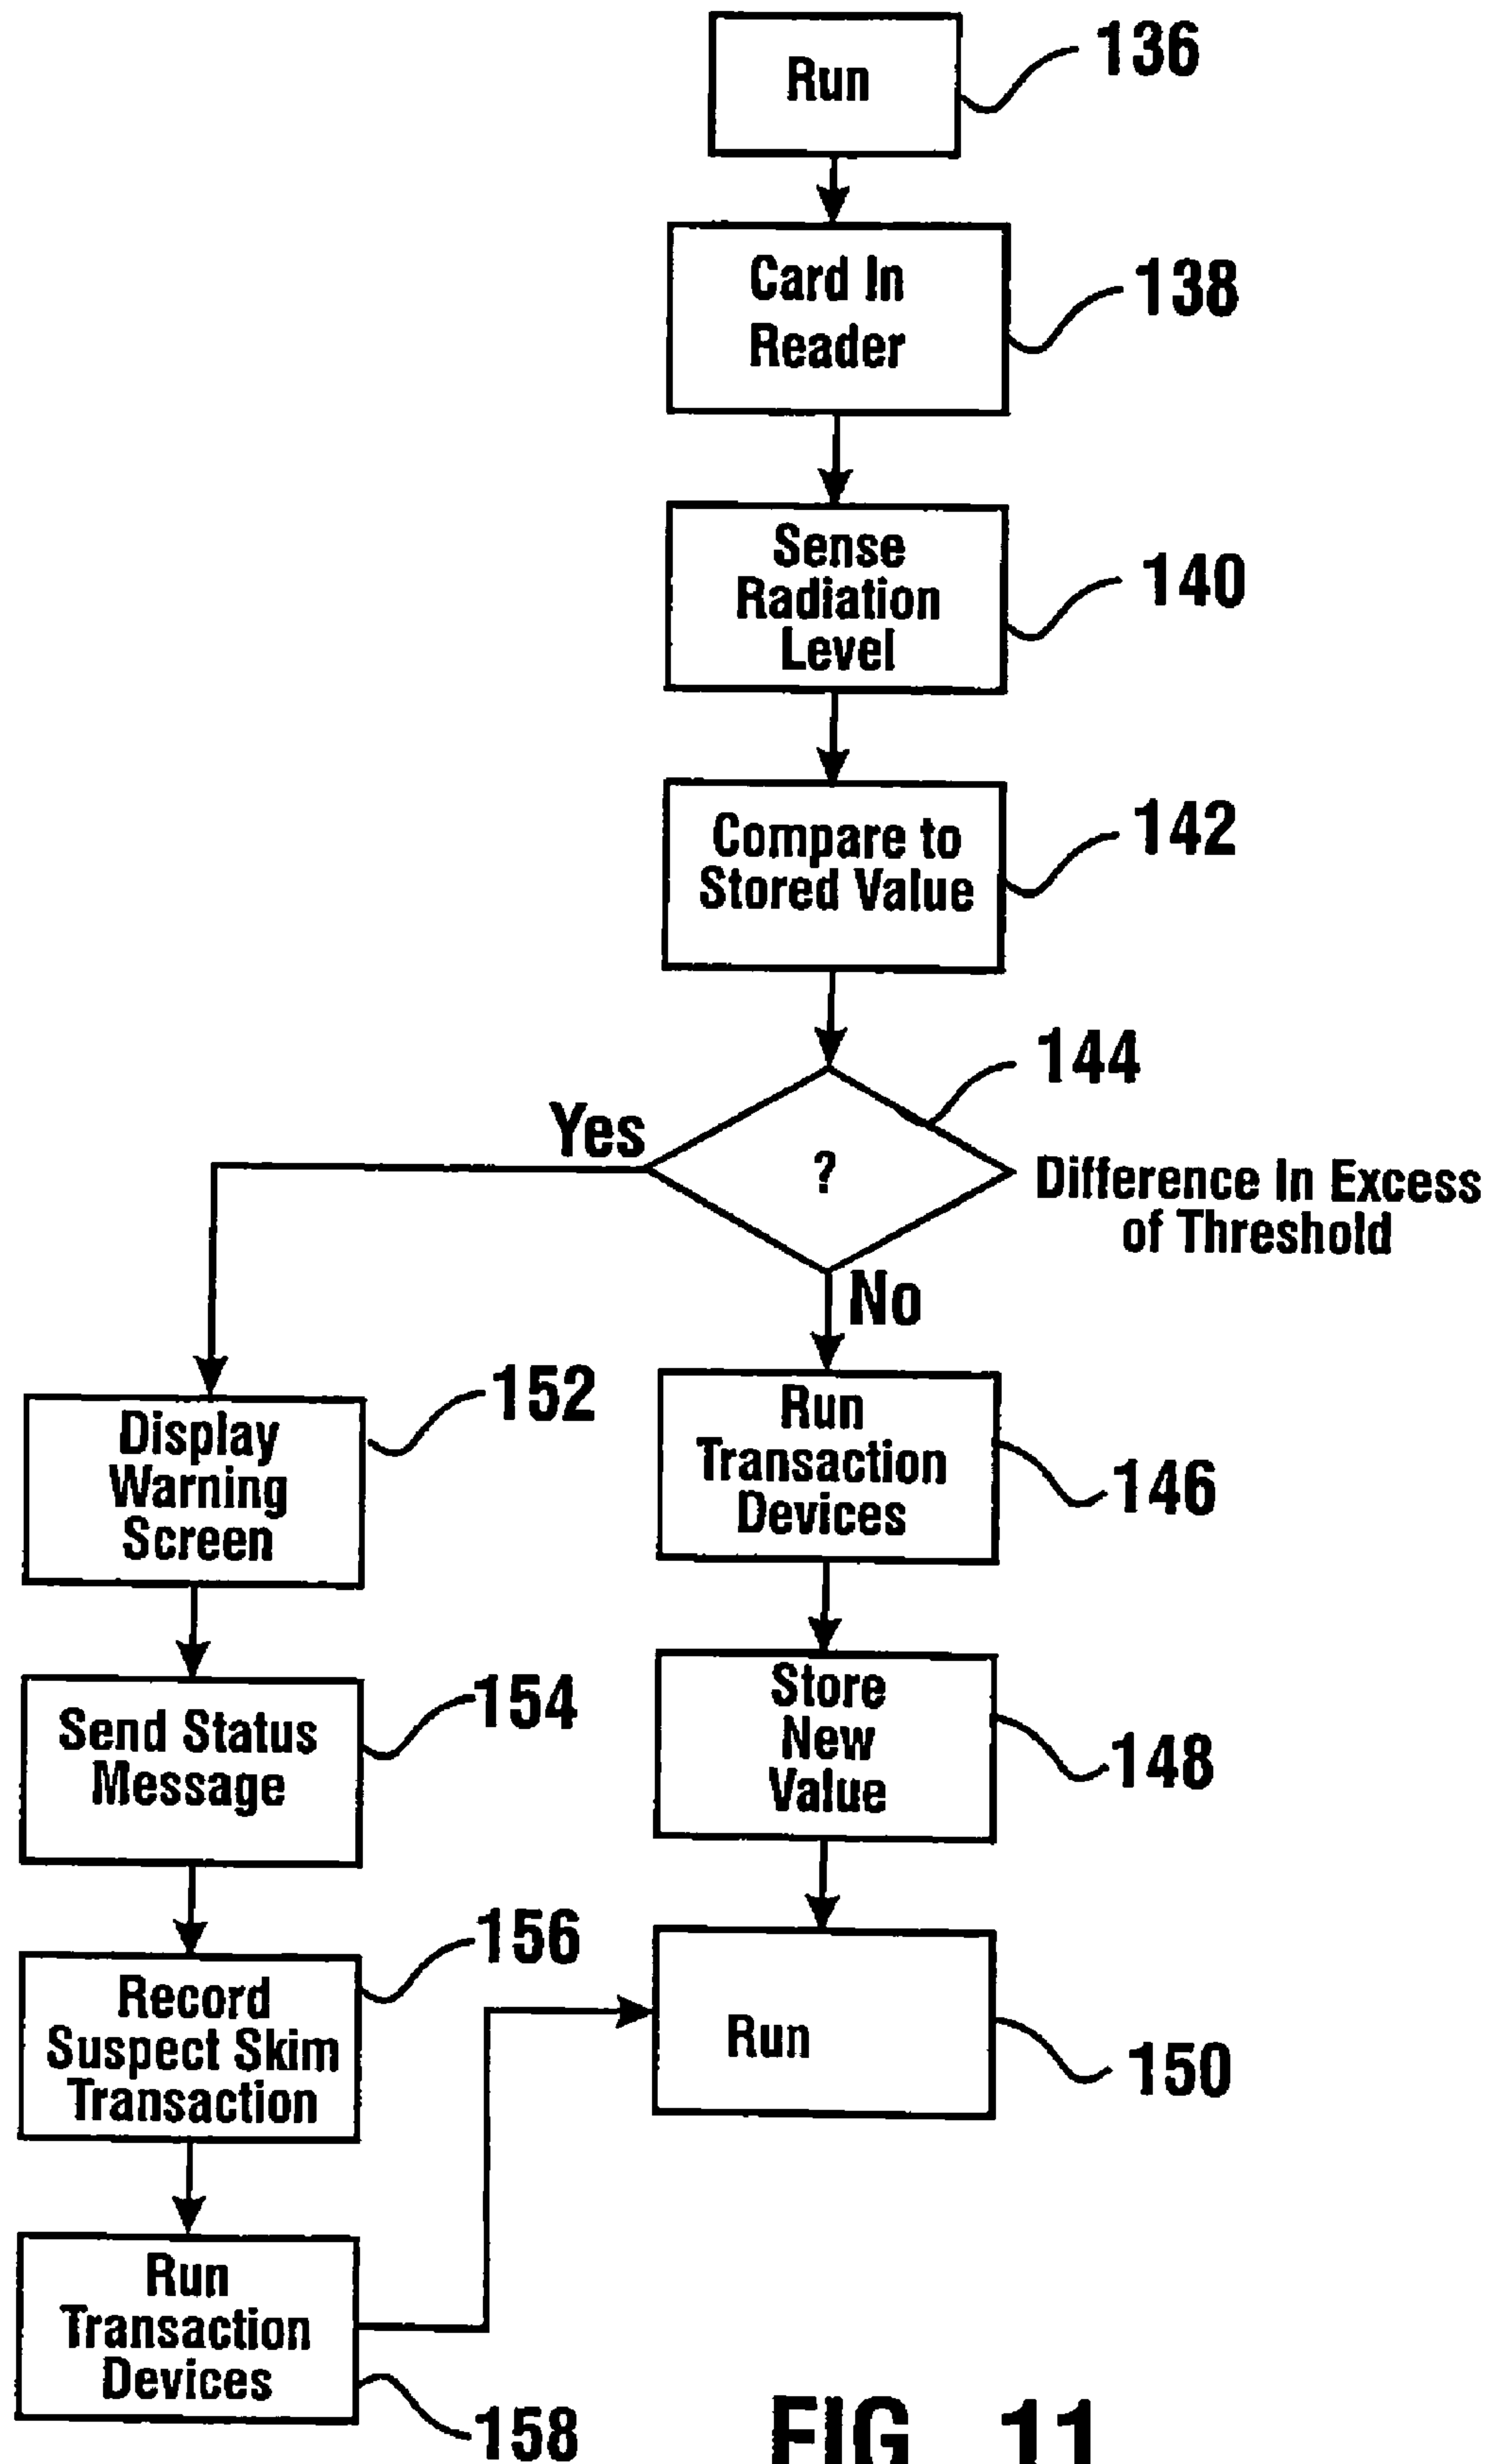 Run
136
Card In
Reader
138
Sense
Radiation
Level
140
Compare to
Stored Value
142
144
Yes
?
Difference In Excess
of Threshold
No
Display
Warning
Screen
152
Run
Transaction
Devices
146
Send Status
Message
154
Store
New
Value
148
Record
Suspect Skim
Transaction
156
Run
150
Run
Transaction
Devices
158
FIG 11